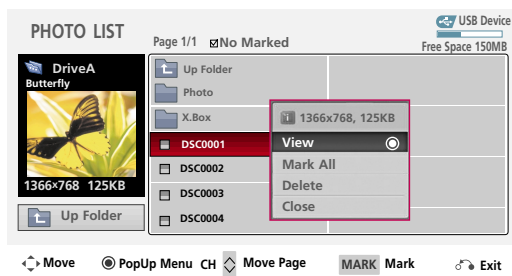 PHOTO LIST
Page 1/1 No Marked
USB Device
Free Space 150MB
DriveA
Butterfly
1366×768 125KB
Up Folder
Up Folder
Photo
X.Box
DSC0001
DSC0002
DSC0003
DSC0004
1366x768, 125KB
View
Mark All
Delete
Close
Move PopUp Menu CH Move Page MARK Mark Exit